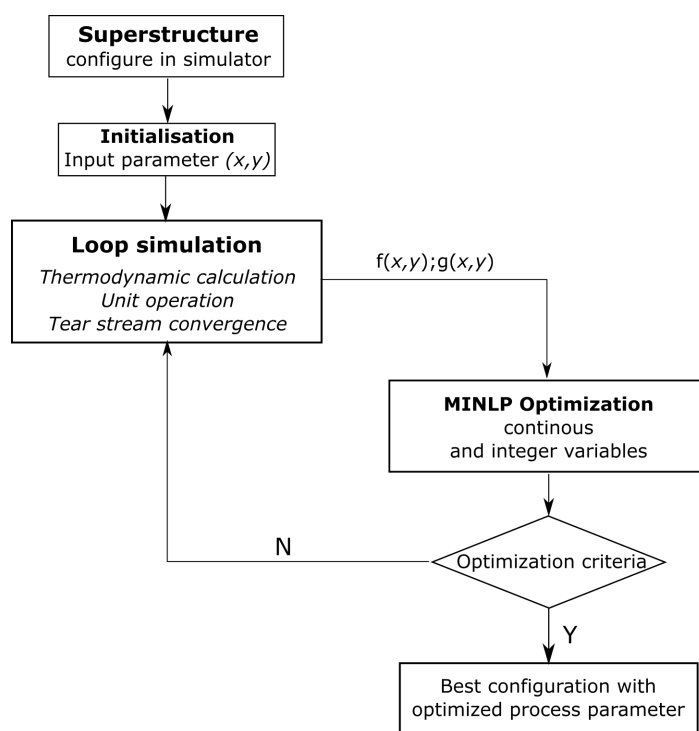 Superstructure
configure in simulator
Initialisation
Input parameter (x,y)
Loop simulation
Thermodynamic calculation
Unit operation
Tear stream convergence
f(x,y);g(x,y)
MINLP Optimization
continous
and integer variables
Optimization criteria
N
Y
Best configuration with
optimized process parameter